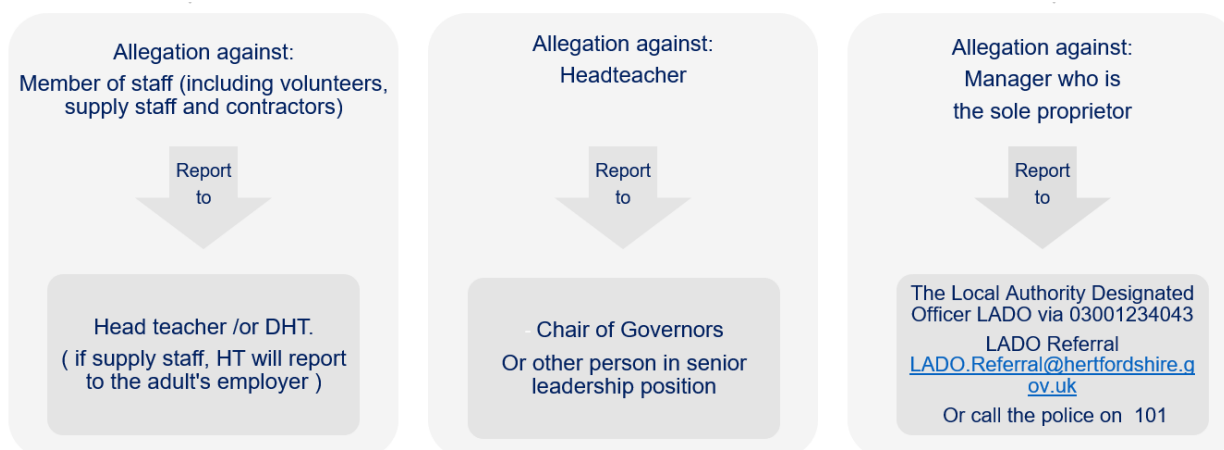 Allegation against:
Member of staff (including volunteers,
supply staff and contractors)
Report
to
Head teacher /or DHT.
( if supply staff, HT will report
to the adult's employer )
Allegation against:
Headteacher
Report
to
- Chair of Governors
Or other person in senior
leadership position
Allegation against:
Manager who is
the sole proprietor
Report
to
The Local Authority Designated
Officer LADO via 03001234043
LADO Referral
LADO.Referral@hertfordshire.g
ov.uk
Or call the police on  101